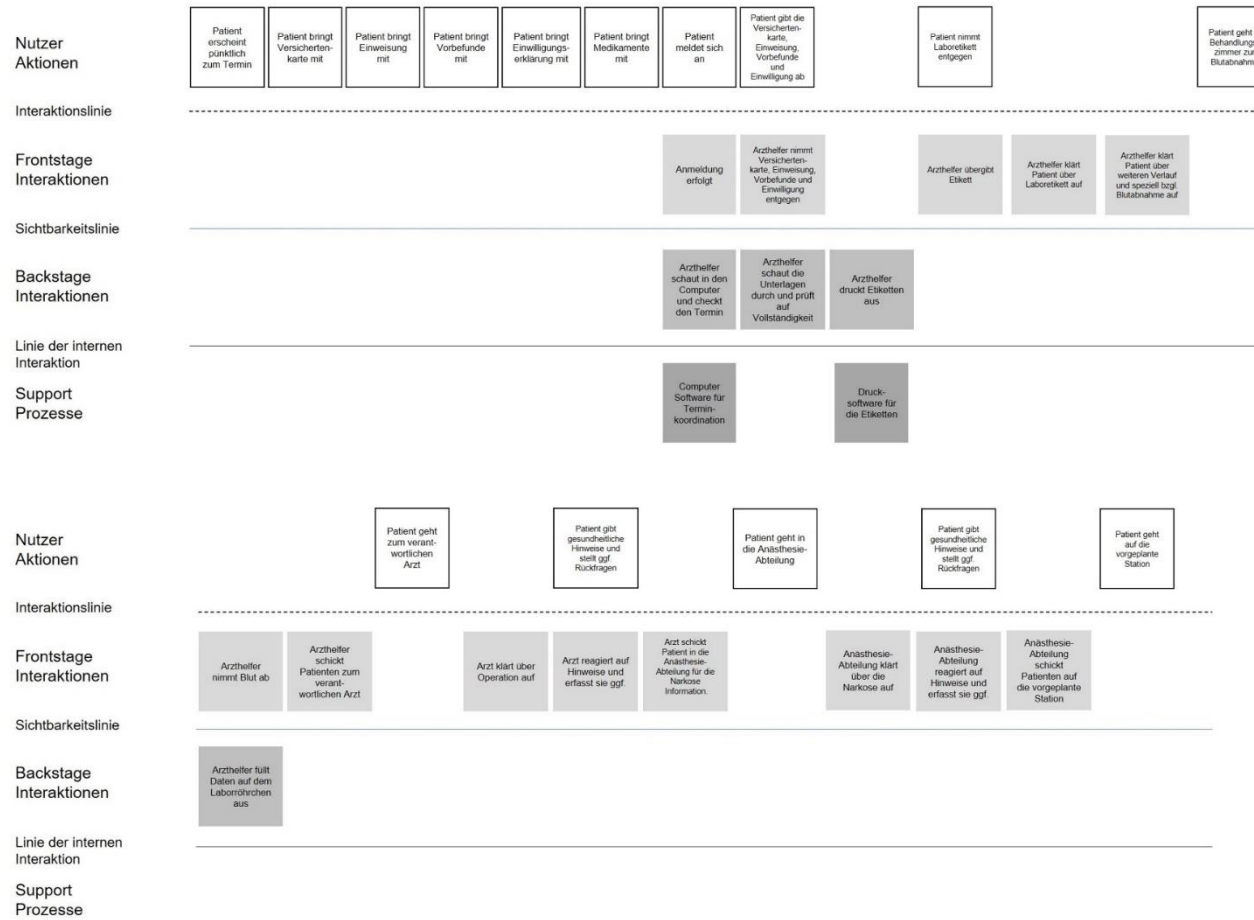 Nutzer
Aktionen
Patient
erscheint
pünktlich
zum Termin
Patient bringt
Versicherten-
karte mit
Patient bringt
Einweisung
mit
Patient bringt
Vorbefunde
mit
Patient bringt
Einwilligungs-
erklärung mit
Patient bringt
Medikamente
mit
Patient
meldet sich
an
Patient gibt die
Versicherten-
karte,
Einweisung,
Vorbefunde
und
Einwilligung ab
Patient nimmt
Laboretikett
entgegen
Patient geht
Behandlungs
zimmer zur
Blutabnahm
Interaktionslinie
Frontstage
Interaktionen
Anmeldung
erfolgt
Arzthelfer nimmt
Versicherten-
karte, Einweisung,
Vorbefunde und
Einwilligung
entgegen
Arzthelfer übergibt
Etikett
Arzthelfer klärt
Patient über
Laboretikett auf
Arzthelfer klärt
Patient über
weiteren Verlauf
und speziell bzgl.
Blutabnahme auf
Sichtbarkeitslinie
Backstage
Interaktionen
Arzthelfer
schaut in den
Computer
und checkt
den Termin
Arzthelfer
schaut die
Unterlagen
durch und prüft
auf
Vollständigkeit
Arzthelfer
druckt Etiketten
aus
Linie der internen
Interaktion
Support
Prozesse
Computer
Software für
Termin-
koordination
Druck-
software für
die Etiketten
Nutzer
Aktionen
Patient geht
zum verant-
wortlichen
Arzt
Patient gibt
gesundheitliche
Hinweise und
stellt ggf.
Rückfragen
Patient geht in
die Anästhesie-
Abteilung
Patient gibt
gesundheitliche
Hinweise und
stellt ggf.
Rückfragen
Patient geht
auf die
vorgeplante
Station
Interaktionslinie
Frontstage
Interaktionen
Arzthelfer
nimmt Blut ab
Arzthelfer
schickt
Patienten zum
verant-
wortlichen Arzt
Arzt klärt über
Operation auf
Arzt reagiert auf
Hinweise und
erfasst sie ggf.
Arzt schickt
Patient in die
Anästhesie-
Abteilung für die
Narkose
Information.
Anästhesie-
Abteilung klärt
über die
Narkose auf
Anästhesie-
Abteilung
reagiert auf
Hinweise und
erfasst sie ggf.
Anästhesie-
Abteilung
schickt
Patienten auf
die vorgeplante
Station
Sichtbarkeitslinie
Backstage
Interaktionen
Arzthelfer füllt
Daten auf dem
Laborröhrchen
aus
Linie der internen
Interaktion
Support
Prozesse